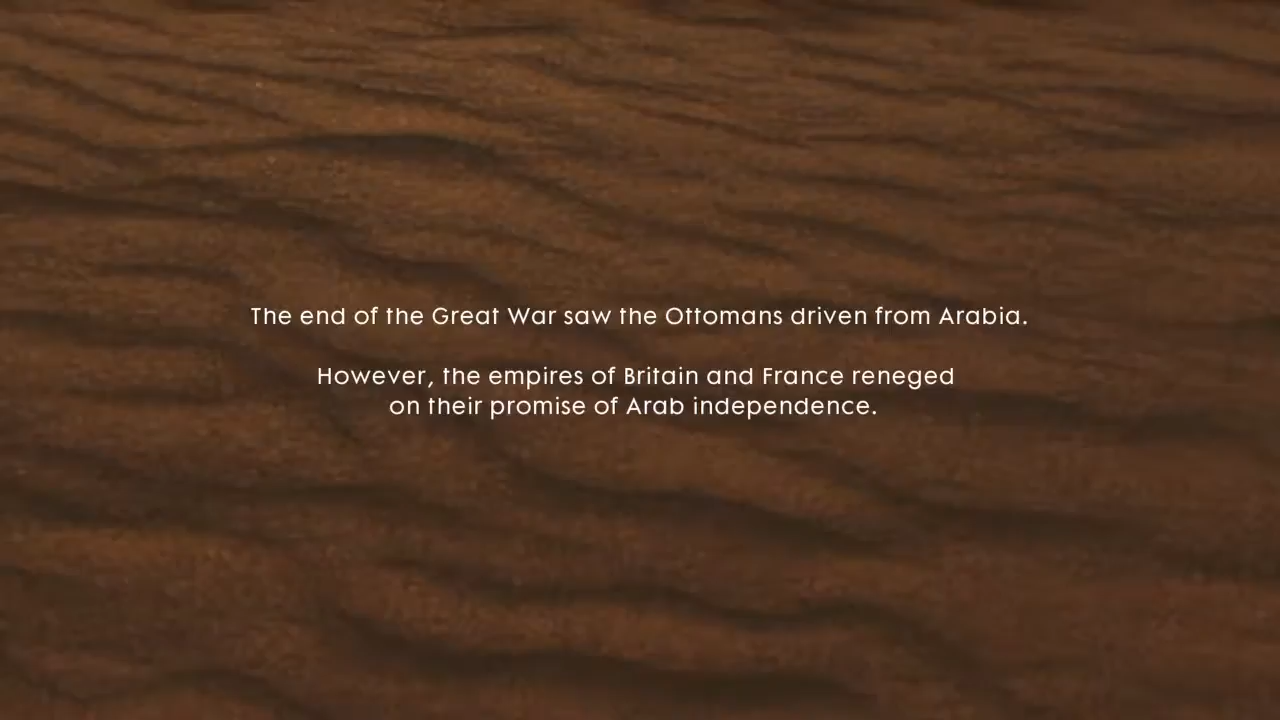 The end of the Great War saw the Ottomans driven from Arabia.
However, the empires of Britain and France reneged
on their promise of Arab independence.